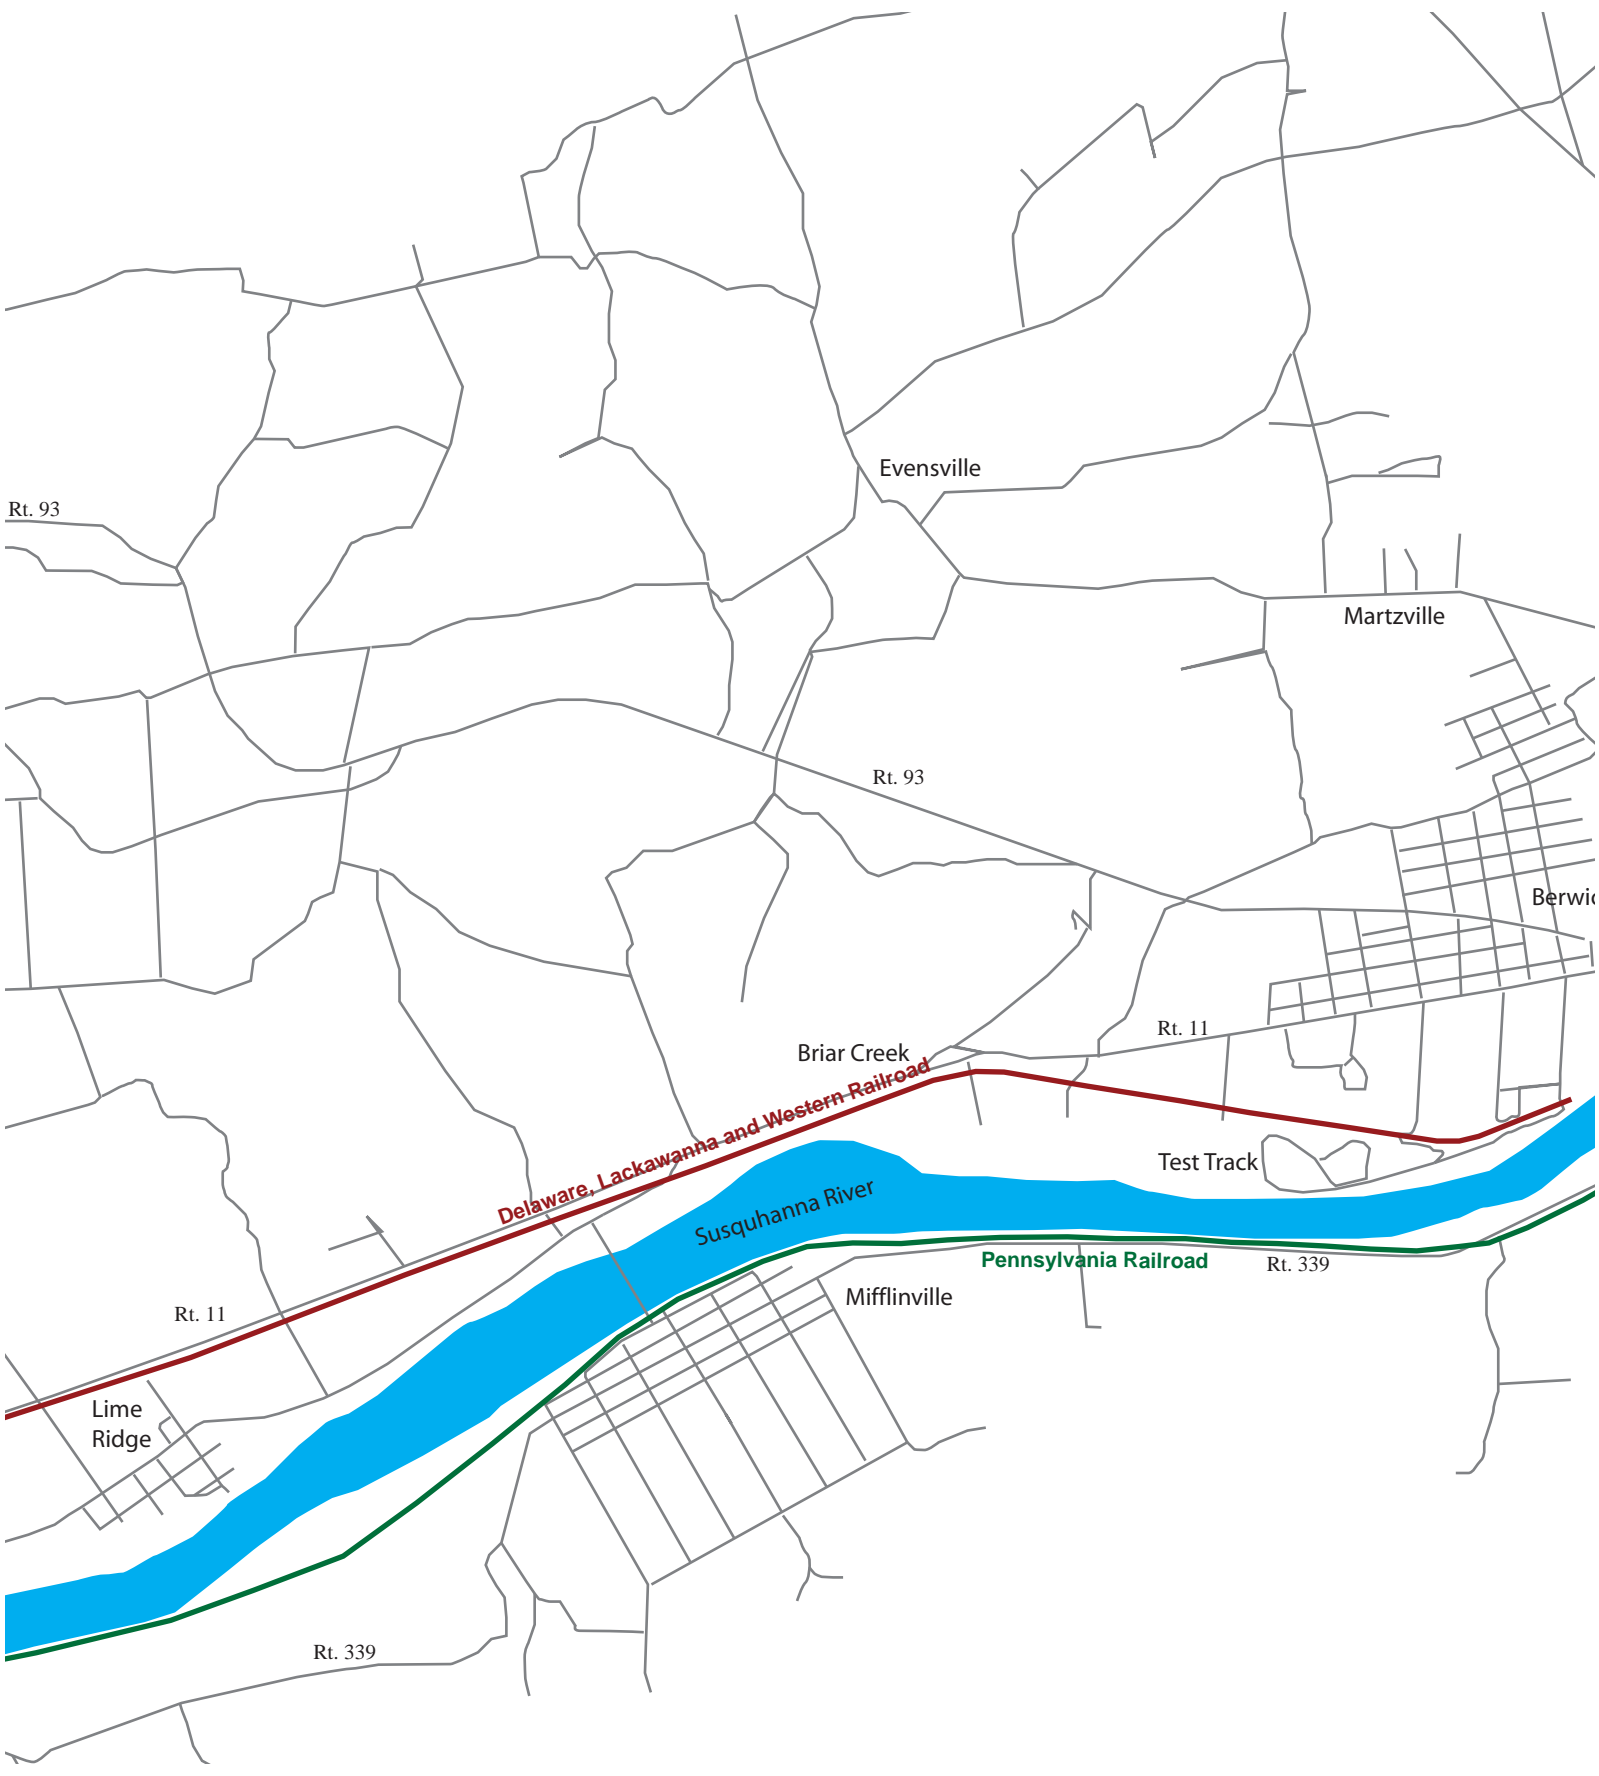 Evensville
Rt. 93
Martzville
Rt. 93
Berwic
Rt. 11
Briar Creek
Delaware, Lackawanna and Western Railroad
Test Track
Susquhanna River
Pennsylvania Railroad
Rt. 339
Mifflinville
Rt. 11
Lime
Ridge
Rt. 339